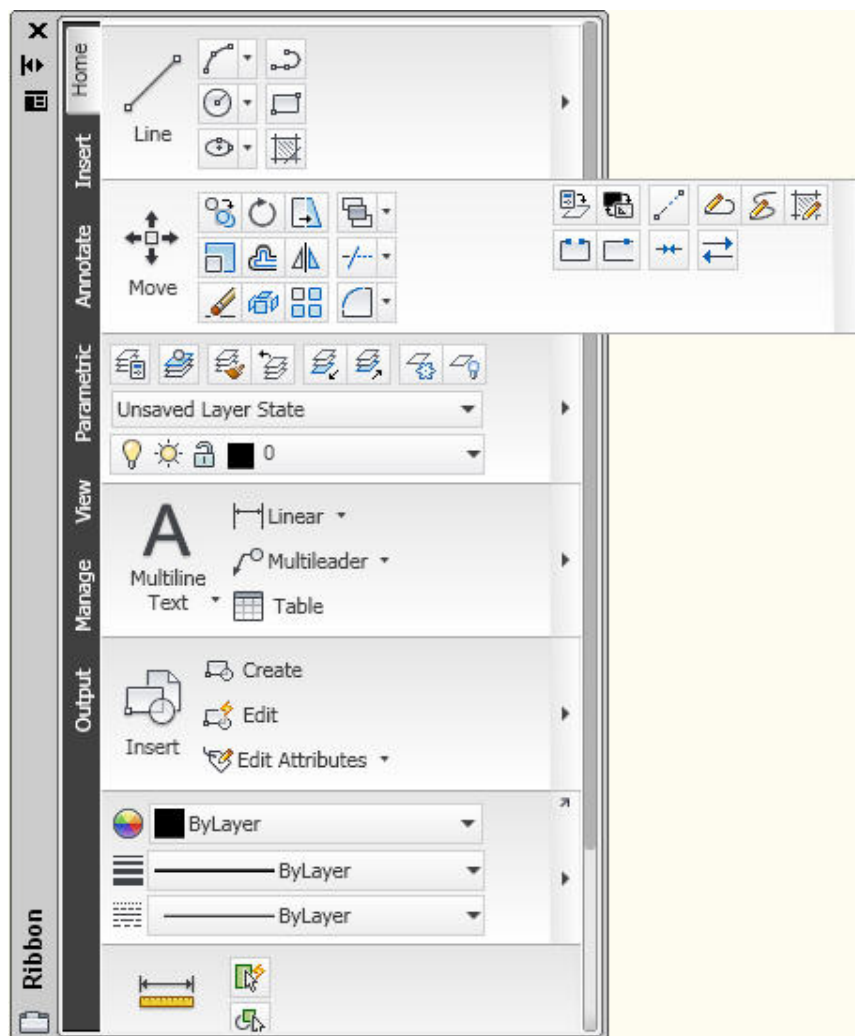 Home
Insert
Annotate
Parametric
View
Manage
Output
Ribbon
Line
Move
Unsaved Layer State
0
Multiline
Text
Linear
Multileader
Table
Insert
Create
Edit
Edit Attributes
ByLayer
ByLayer
ByLayer